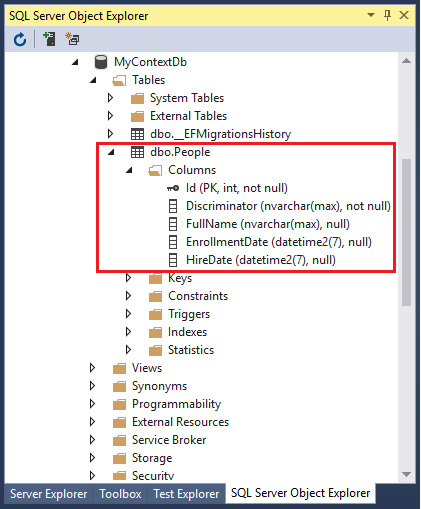 SQL Server Object Explorer
MyContextDb
Tables
System Tables
External Tables
dbo.__EFMigrationsHistory
dbo.People
Columns
Id (PK, int, not null)
Discriminator (nvarchar(max), not null)
FullName (nvarchar(max), null)
EnrollmentDate (datetime2(7), null)
HireDate (datetime2(7), null)
Keys
Constraints
Triggers
Indexes
Statistics
Views
Synonyms
Programmability
External Resources
Service Broker
Storage
Security
Server Explorer Toolbox Test Explorer SQL Server Object Explorer